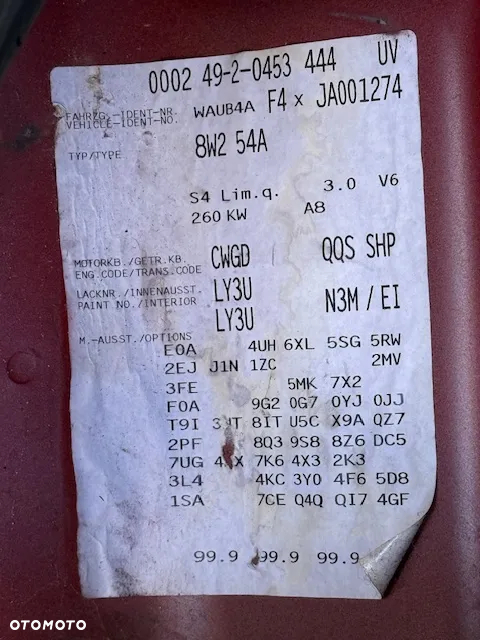 0002 49-2-0453 444 UV
FAHRZG.-IDENT-NR. WAUB4A F4 x JA001274
VEHICLE-IDENT-NO.
TYP/TYPE 8W2 54A
S4 Lim.q. 3.0 V6
260 KW A8
MOTORKB./GETR.KB. CWGD QQS SHP
ENG.CODE/TRANS.CODE
LACKNR./INNENAUSST. LY3U N3M / EI
PAINT NO./INTERIOR LY3U
M.-AUSST./OPTIONS
E0A 4UH 6XL 5SG 5RW
2EJ J1N 1ZC 2MV
3FE 5MK 7X2
F0A 9G2 0G7 0YJ 0JJ
T9I 8IT U5C X9A QZ7
2PF 8Q3 9S8 8Z6 DC5
7UG 7K6 4X3 2K3
3L4 4KC 3Y0 4F6 5D8
1SA 7CE Q4Q QI7 4GF
99.9 99.9 99.9
OTOMOTO